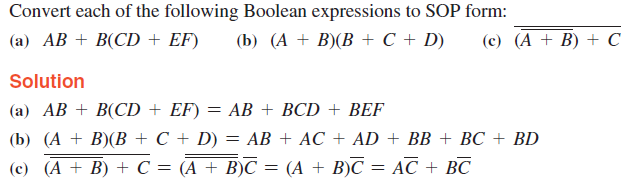 Convert each of the following Boolean expressions to SOP form:
(a) AB + B(CD + EF) (b) (A + B)(B + C + D) (c) $\overline{\overline{(A + B)} + C}$
Solution
(a) AB + B(CD + EF) = AB + BCD + BEF
(b) (A + B)(B + C + D) = AB + AC + AD + BB + BC + BD
(c) $\overline{\overline{(A + B)} + C} = (\overline{\overline{A + B}})\overline{C} = (A + B)\overline{C} = A\overline{C} + B\overline{C}$